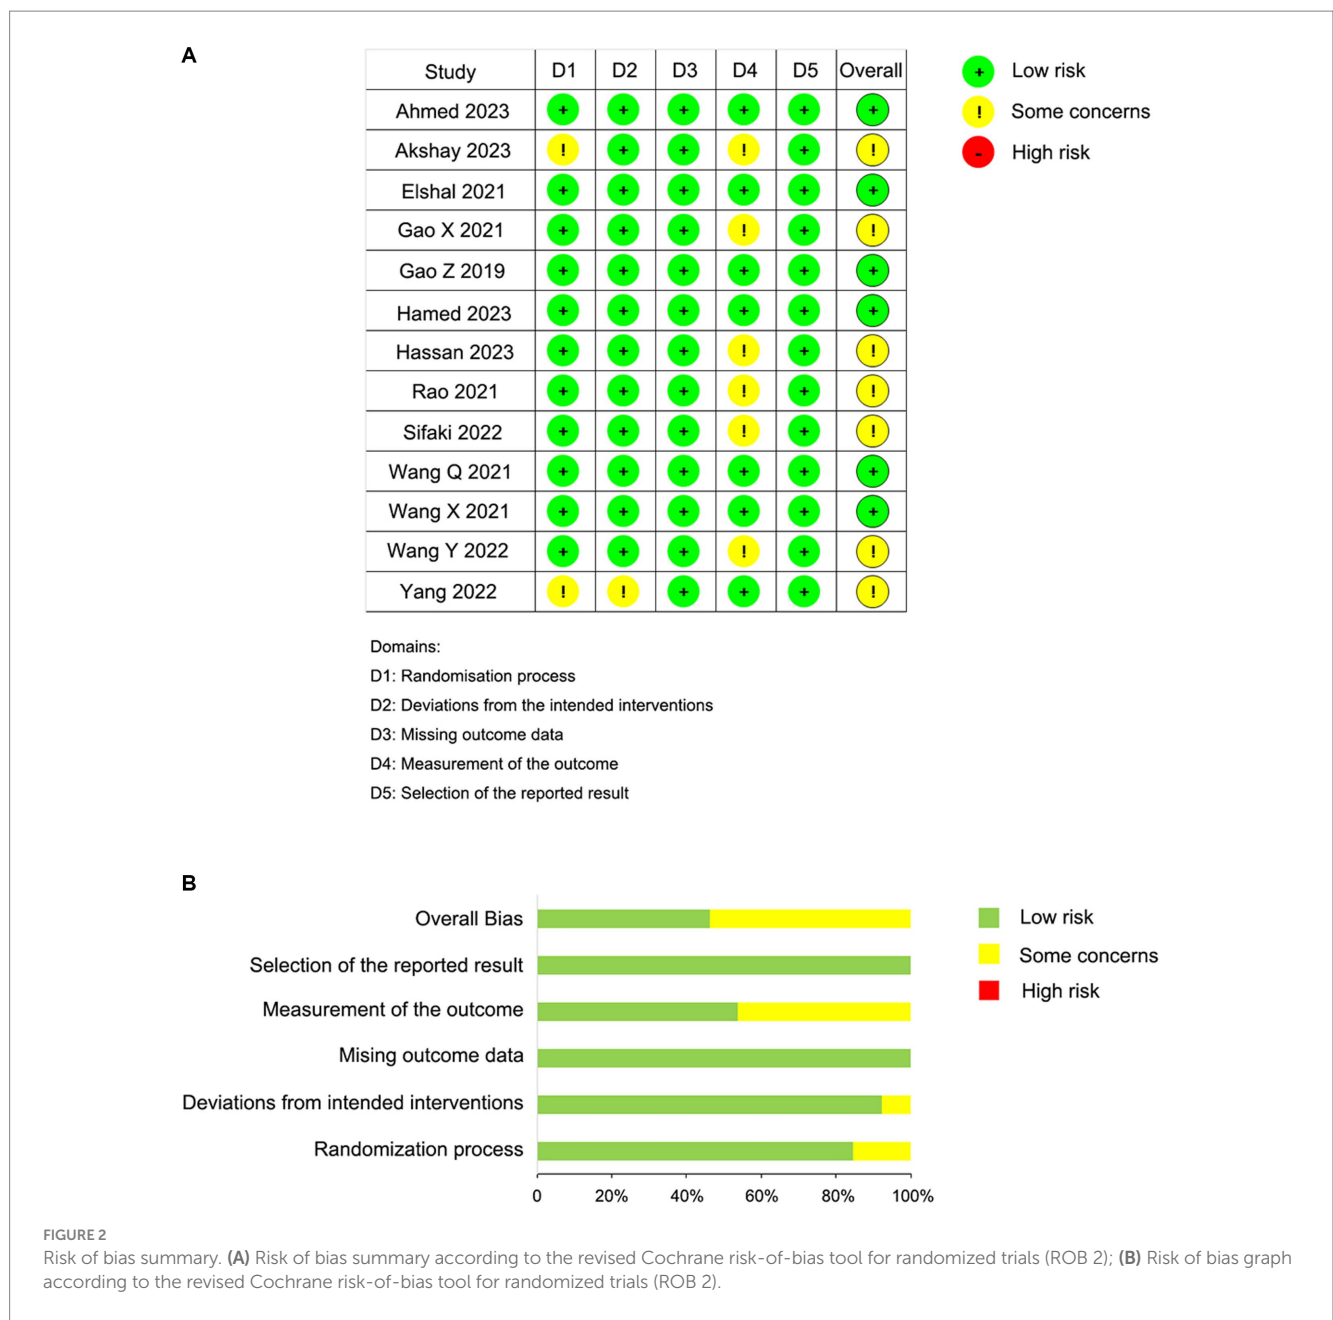 A
Study D1 D2 D3 D4 D5 Overall
Ahmed 2023 + + + + + +
Akshay 2023 ! + + ! + !
Elshal 2021 + + + + + +
Gao X 2021 + + + ! + !
Gao Z 2019 + + + + + +
Hamed 2023 + + + + + +
Hassan 2023 + + + ! + !
Rao 2021 + + + ! + !
Sifaki 2022 + + + ! + !
Wang Q 2021 + + + + + +
Wang X 2021 + + + + + +
Wang Y 2022 + + + ! + !
Yang 2022 ! ! + + + !
+ Low risk
! Some concerns
- High risk
Domains:
D1: Randomisation process
D2: Deviations from the intended interventions
D3: Missing outcome data
D4: Measurement of the outcome
D5: Selection of the reported result
B
Overall Bias
Selection of the reported result
Measurement of the outcome
Mising outcome data
Deviations from intended interventions
Randomization process
0 20% 40% 60% 80% 100%
Low risk
Some concerns
High risk
FIGURE 2
Risk of bias summary. (A) Risk of bias summary according to the revised Cochrane risk-of-bias tool for randomized trials (ROB 2); (B) Risk of bias graph
according to the revised Cochrane risk-of-bias tool for randomized trials (ROB 2).